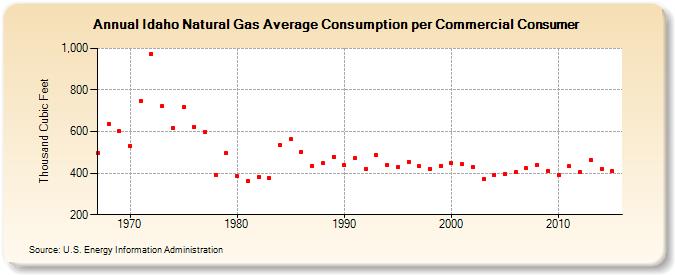 Annual Idaho Natural Gas Average Consumption per Commercial Consumer
Thousand Cubic Feet
1,000
800
600
400
200
1970 1980 1990 2000 2010
Source: U.S. Energy Information Administration